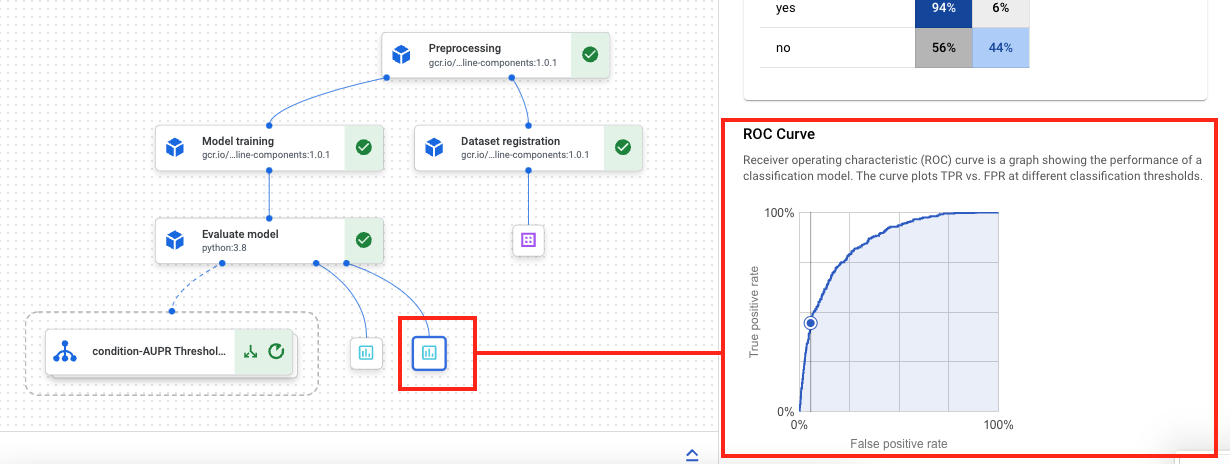 Preprocessing
gcr.io/...line-components:1.0.1
Model training
gcr.io/...line-components:1.0.1
Dataset registration
gcr.io/...line-components:1.0.1
Evaluate model
python:3.8
condition-AUPR Threshol...
yes
94%
6%
no
56%
44%
ROC Curve
Receiver operating characteristic (ROC) curve is a graph showing the performance of a
classification model. The curve plots TPR vs. FPR at different classification thresholds.
100%
True positive rate
0%
0%
100%
False positive rate